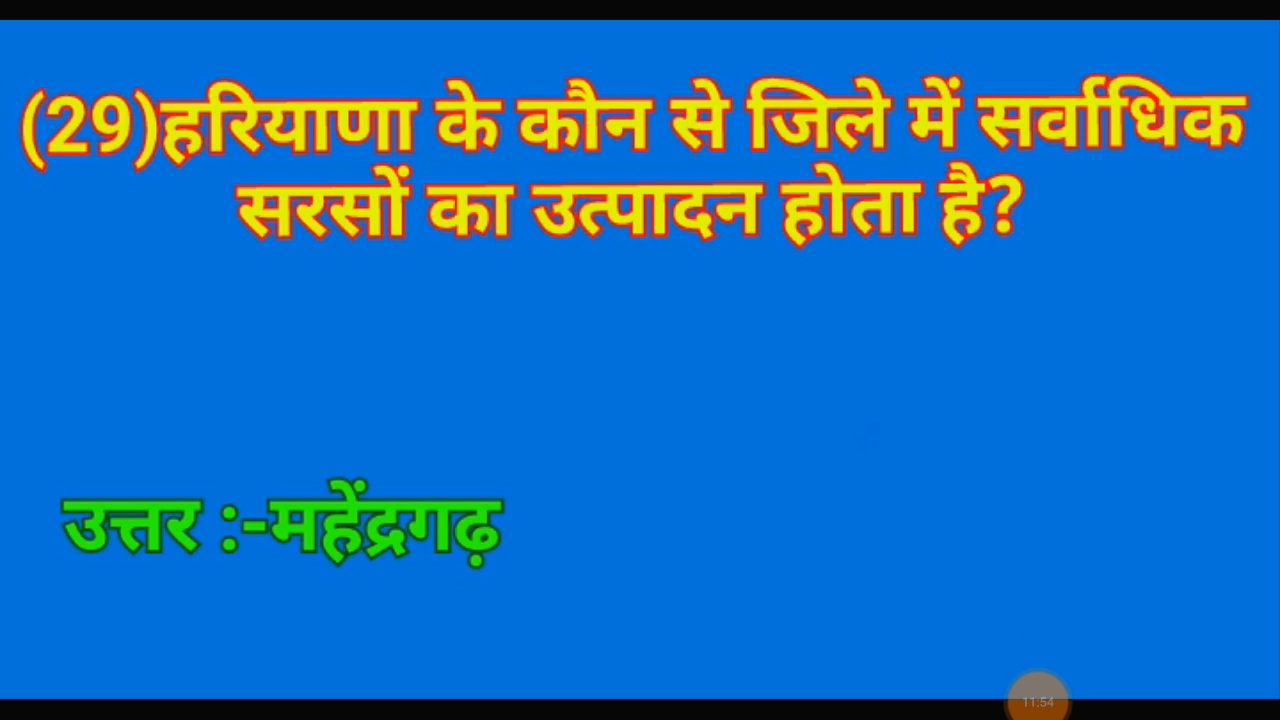 (29)हरियाणा के कौन से जिले में सर्वाधिक
सरसों का उत्पादन होता है?
उत्तर :-महेंद्रगढ़
11:54